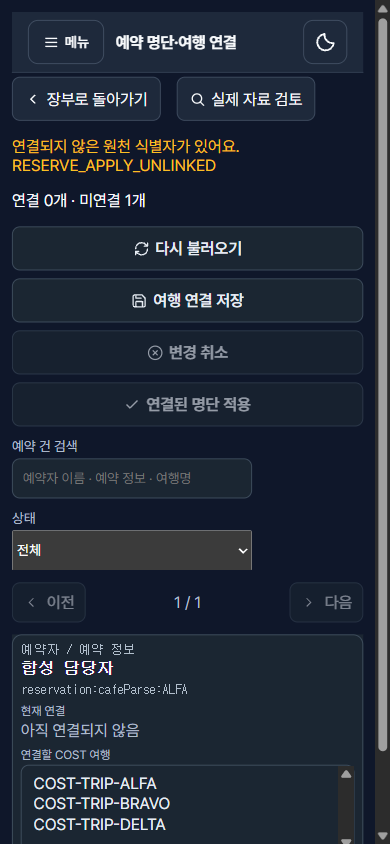 메뉴
예약 명단·여행 연결
장부로 돌아가기
실제 자료 검토
연결되지 않은 원천 식별자가 있어요.
RESERVE_APPLY_UNLINKED
연결 0개 · 미연결 1개
다시 불러오기
여행 연결 저장
변경 취소
연결된 명단 적용
예약 건 검색
예약자 이름 · 예약 정보 · 여행명
상태
전체
이전
1 / 1
다음
예약자 / 예약 정보
합성 담당자
reservation:cafeParse:ALFA
현재 연결
아직 연결되지 않음
연결할 COST 여행
COST-TRIP-ALFA
COST-TRIP-BRAVO
COST-TRIP-DELTA